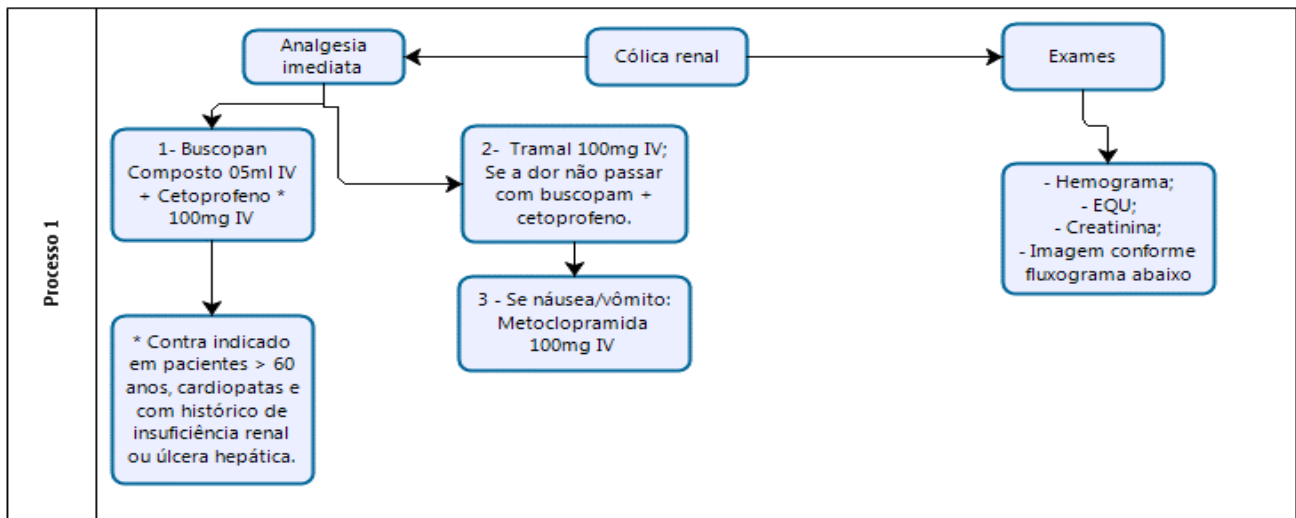 Processo 1
Analgesia
imediata
Cólica renal
Exames
1- Buscopan
Composto 05ml IV
+ Cetoprofeno *
100mg IV
2- Tramal 100mg IV;
Se a dor não passar
com buscopam +
cetoprofeno.
- Hemograma;
- EQU;
- Creatinina;
- Imagem conforme
fluxograma abaixo
3 - Se náusea/vômito:
Metoclopramida
100mg IV
* Contra indicado
em pacientes > 60
anos, cardiopatas e
com histórico de
insuficiência renal
ou úlcera hepática.